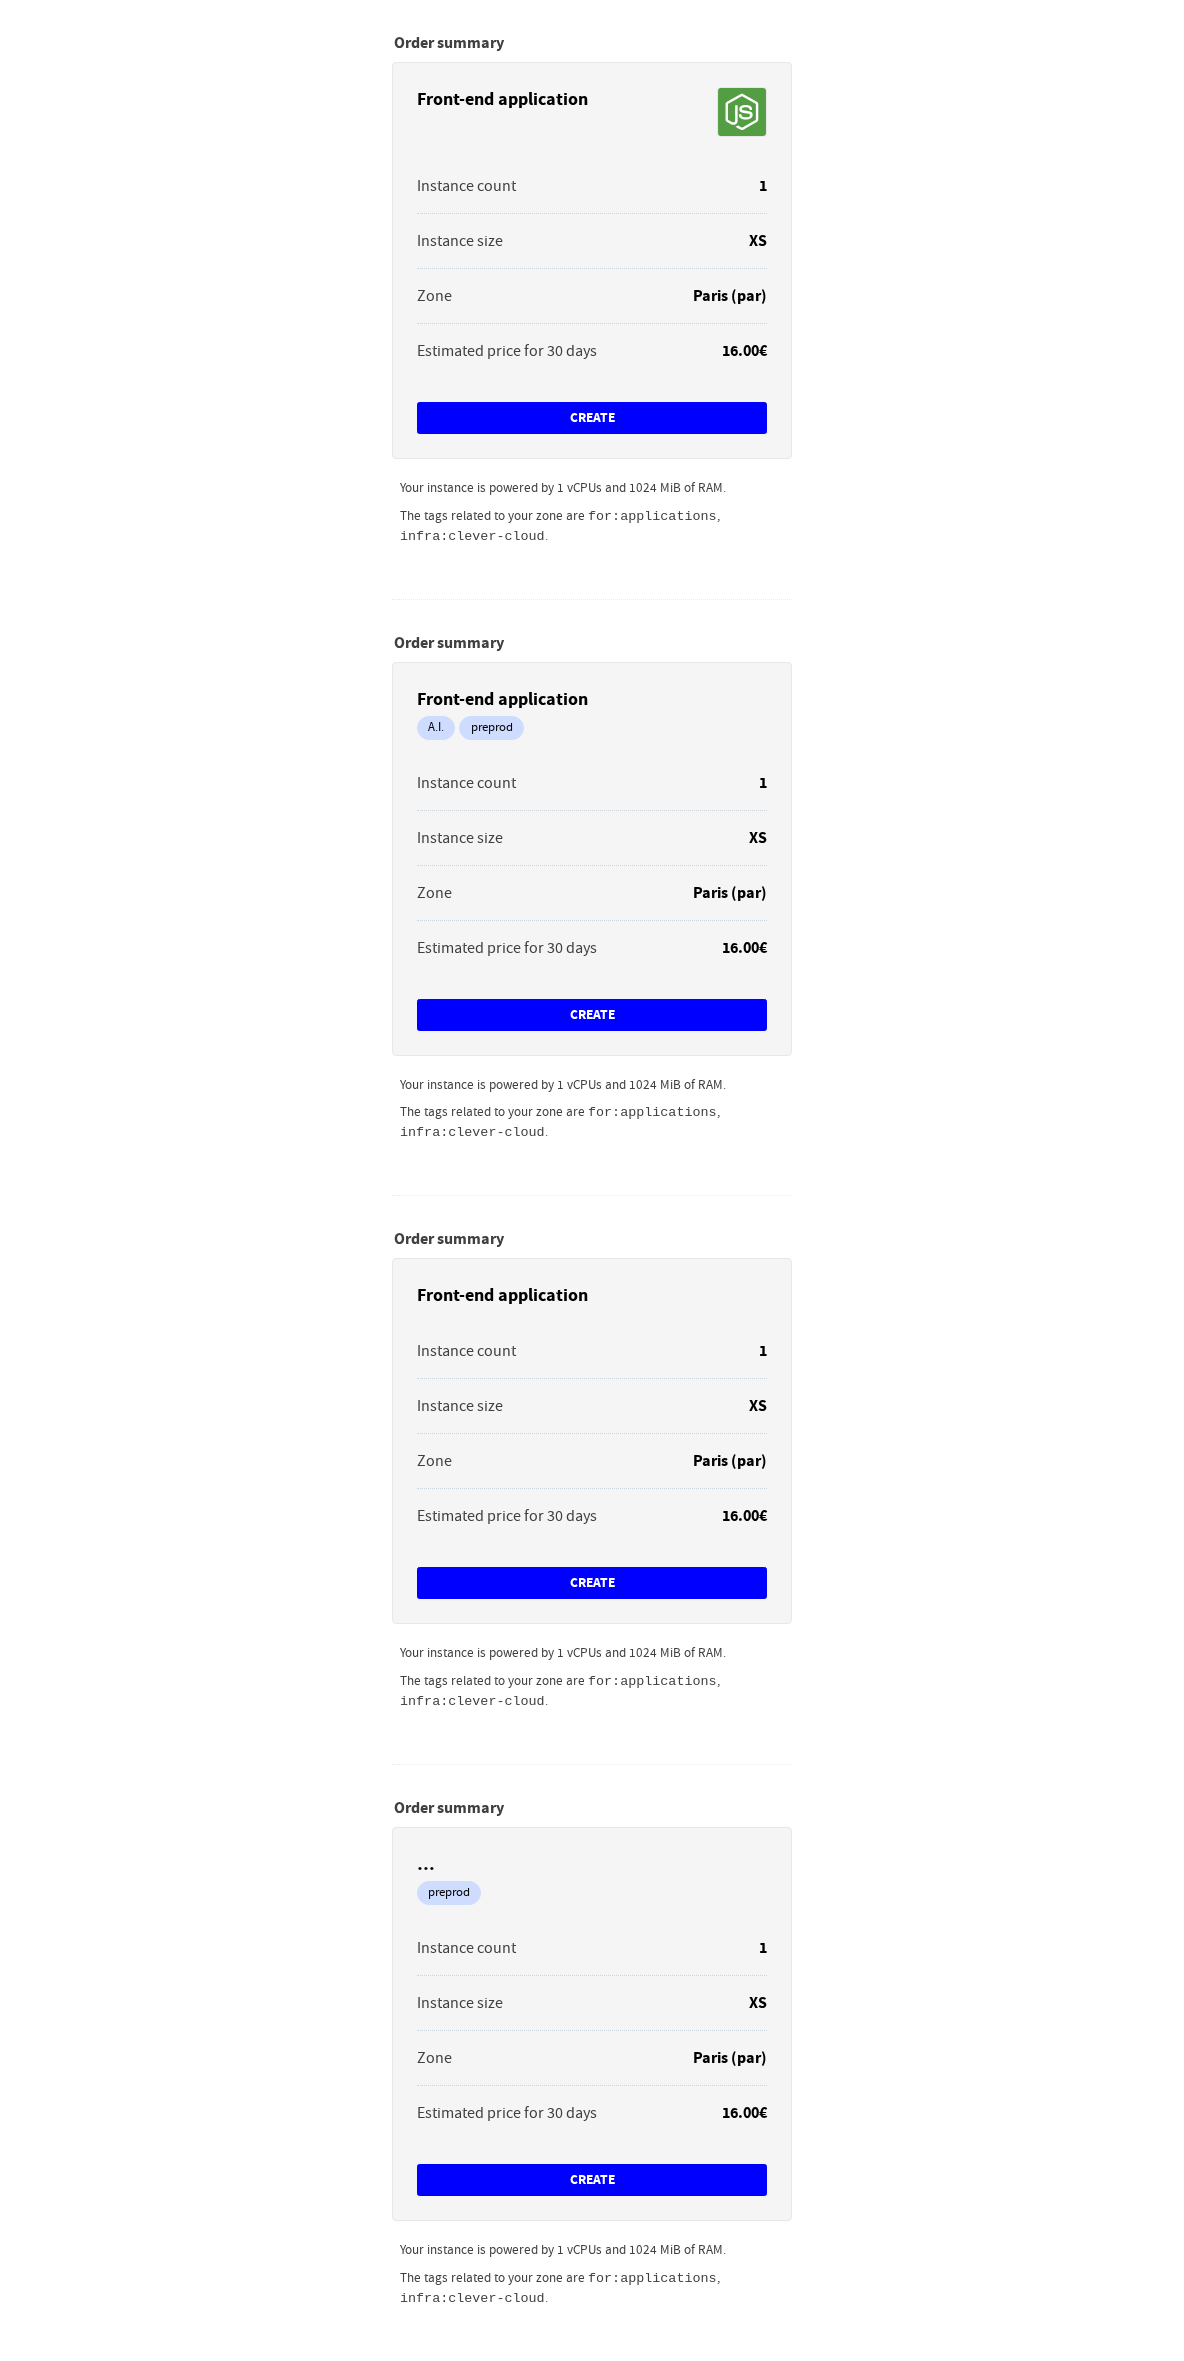 Order summary
Front-end application
JS
Instance count 1
Instance size XS
Zone Paris (par)
Estimated price for 30 days 16.00€
CREATE
Your instance is powered by 1 vCPUs and 1024 MiB of RAM.
The tags related to your zone are for:applications,
infra:clever-cloud.
Order summary
Front-end application
A.I. preprod
Instance count 1
Instance size XS
Zone Paris (par)
Estimated price for 30 days 16.00€
CREATE
Your instance is powered by 1 vCPUs and 1024 MiB of RAM.
The tags related to your zone are for:applications,
infra:clever-cloud.
Order summary
Front-end application
Instance count 1
Instance size XS
Zone Paris (par)
Estimated price for 30 days 16.00€
CREATE
Your instance is powered by 1 vCPUs and 1024 MiB of RAM.
The tags related to your zone are for:applications,
infra:clever-cloud.
Order summary
...
preprod
Instance count 1
Instance size XS
Zone Paris (par)
Estimated price for 30 days 16.00€
CREATE
Your instance is powered by 1 vCPUs and 1024 MiB of RAM.
The tags related to your zone are for:applications,
infra:clever-cloud.